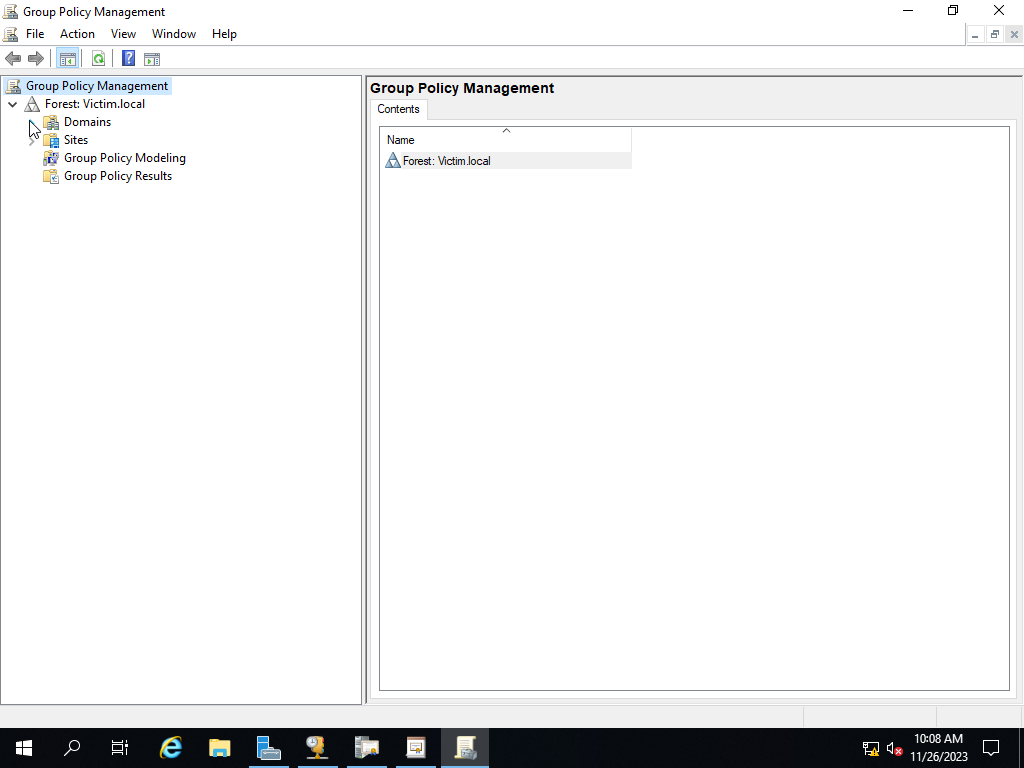 Group Policy Management
File Action View Window Help
Group Policy Management
Forest: Victim.local
Domains
Sites
Group Policy Modeling
Group Policy Results
Group Policy Management
Contents
Name
Forest: Victim.local
10:08 AM
11/26/2023